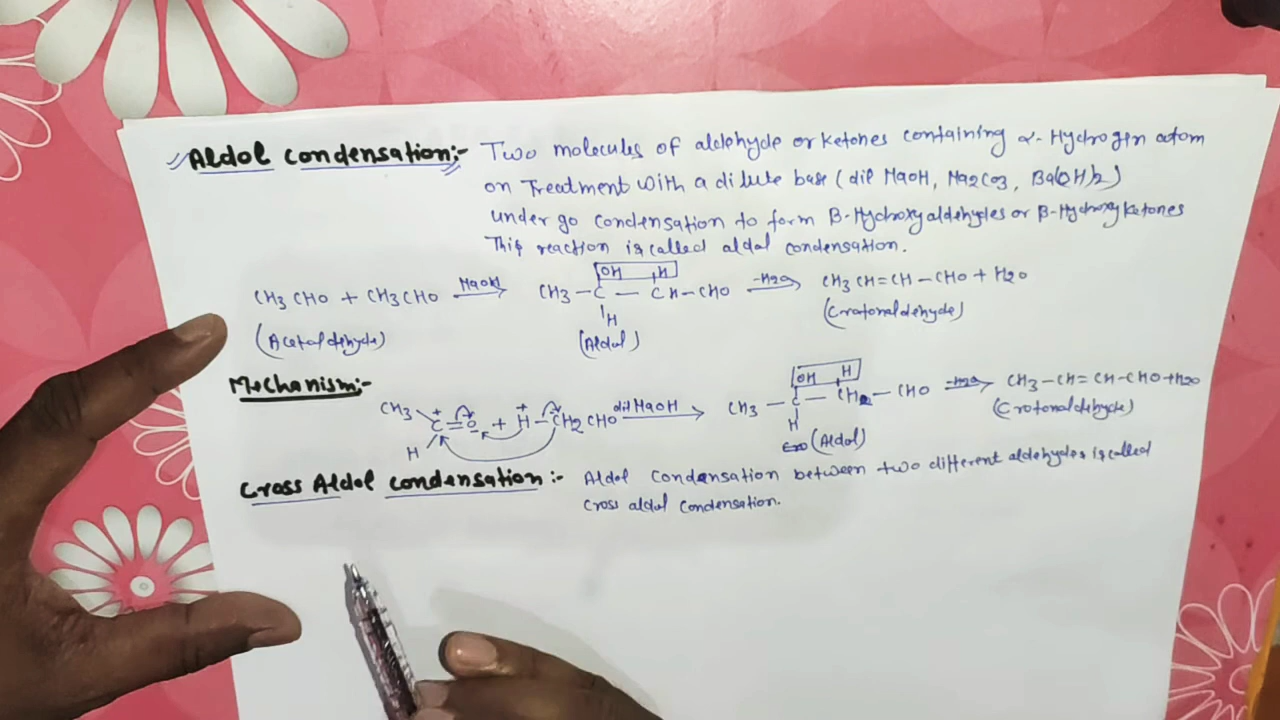 Aldol condensation:- Two molecules of aldehyde or ketones containing α-Hydrogen atom
on Treatment with a dilute base (dil NaOH, Na2CO3, Ba(OH)2)
under go condensation to form β-Hydroxyaldehydes or β-Hydroxyketones
This reaction is called aldol condensation.
OH H
CH3 CHO + CH3 CHO NaOH CH3 - C - CH-CHO -H2O CH3 CH=CH-CHO + H2O
H
(Acetaldehyde) (Aldol) (Crotonaldehyde)
Mechanism:-
OH H
CH3 C=O + H-CH2 CHO dil NaOH CH3 - C - CH2-CHO -H2O CH3-CH=CH-CHO+H2O
H H (Crotonaldehyde)
(Aldol)
Cross Aldol condensation:- Aldol Condensation between two different aldehydes is called
Cross aldol condensation.